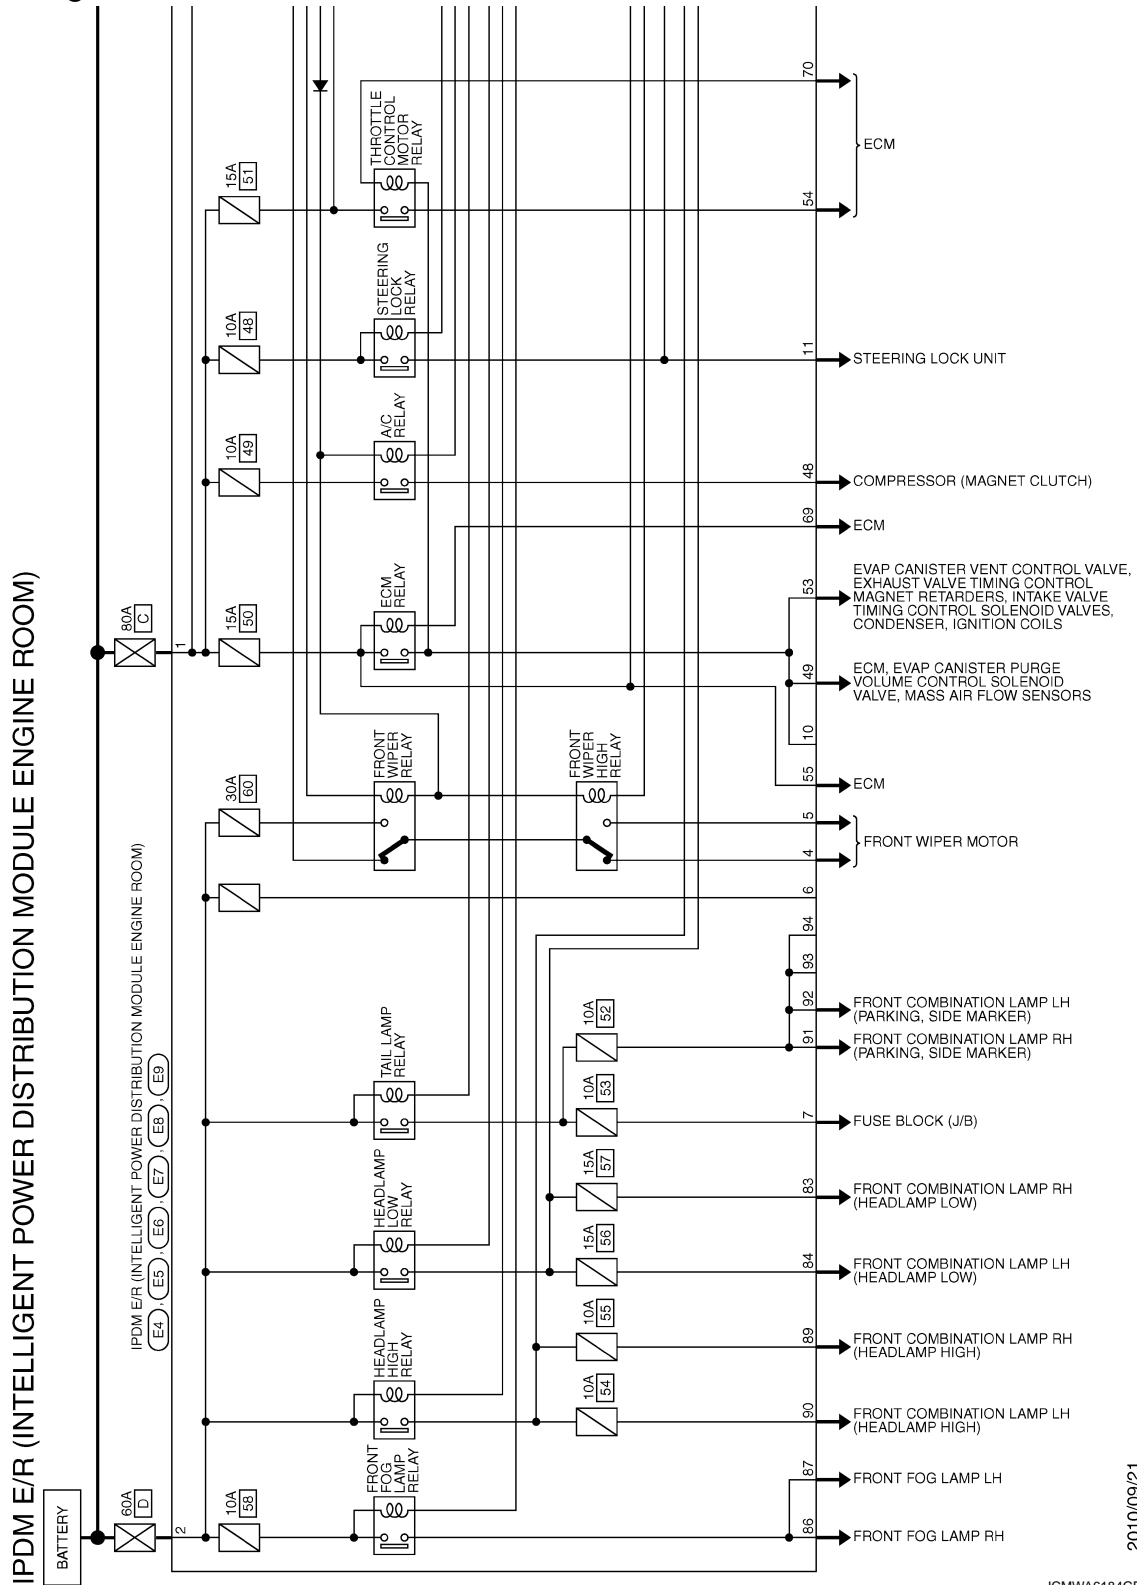 IPDM E/R (INTELLIGENT POWER DISTRIBUTION MODULE ENGINE ROOM)
BATTERY
80A
C
60A
D
1
2
IPDM E/R (INTELLIGENT POWER DISTRIBUTION MODULE ENGINE ROOM)
E4 , E5 , E6 , E7 , E8 , E9
15A
51
THROTTLE
CONTROL
MOTOR
RELAY
70
54
ECM
10A
48
STEERING
LOCK
RELAY
11
STEERING LOCK UNIT
10A
49
A/C
RELAY
48
COMPRESSOR (MAGNET CLUTCH)
69
ECM
15A
50
ECM
RELAY
53
EVAP CANISTER VENT CONTROL VALVE,
EXHAUST VALVE TIMING CONTROL
MAGNET RETARDERS, INTAKE VALVE
TIMING CONTROL SOLENOID VALVES,
CONDENSER, IGNITION COILS
49
ECM, EVAP CANISTER PURGE
VOLUME CONTROL SOLENOID
VALVE, MASS AIR FLOW SENSORS
10
55
ECM
30A
60
FRONT
WIPER
RELAY
FRONT
WIPER
HIGH
RELAY
5
4
FRONT WIPER MOTOR
6
94
93
92
FRONT COMBINATION LAMP LH
(PARKING, SIDE MARKER)
10A
52
91
FRONT COMBINATION LAMP RH
(PARKING, SIDE MARKER)
TAIL LAMP
RELAY
10A
53
7
FUSE BLOCK (J/B)
15A
57
83
FRONT COMBINATION LAMP RH
(HEADLAMP LOW)
HEADLAMP
LOW
RELAY
15A
56
84
FRONT COMBINATION LAMP LH
(HEADLAMP LOW)
10A
55
89
FRONT COMBINATION LAMP RH
(HEADLAMP HIGH)
HEADLAMP
HIGH
RELAY
10A
54
90
FRONT COMBINATION LAMP LH
(HEADLAMP HIGH)
87
FRONT FOG LAMP LH
10A
58
FRONT
FOG
LAMP
RELAY
86
FRONT FOG LAMP RH
2010/09/21